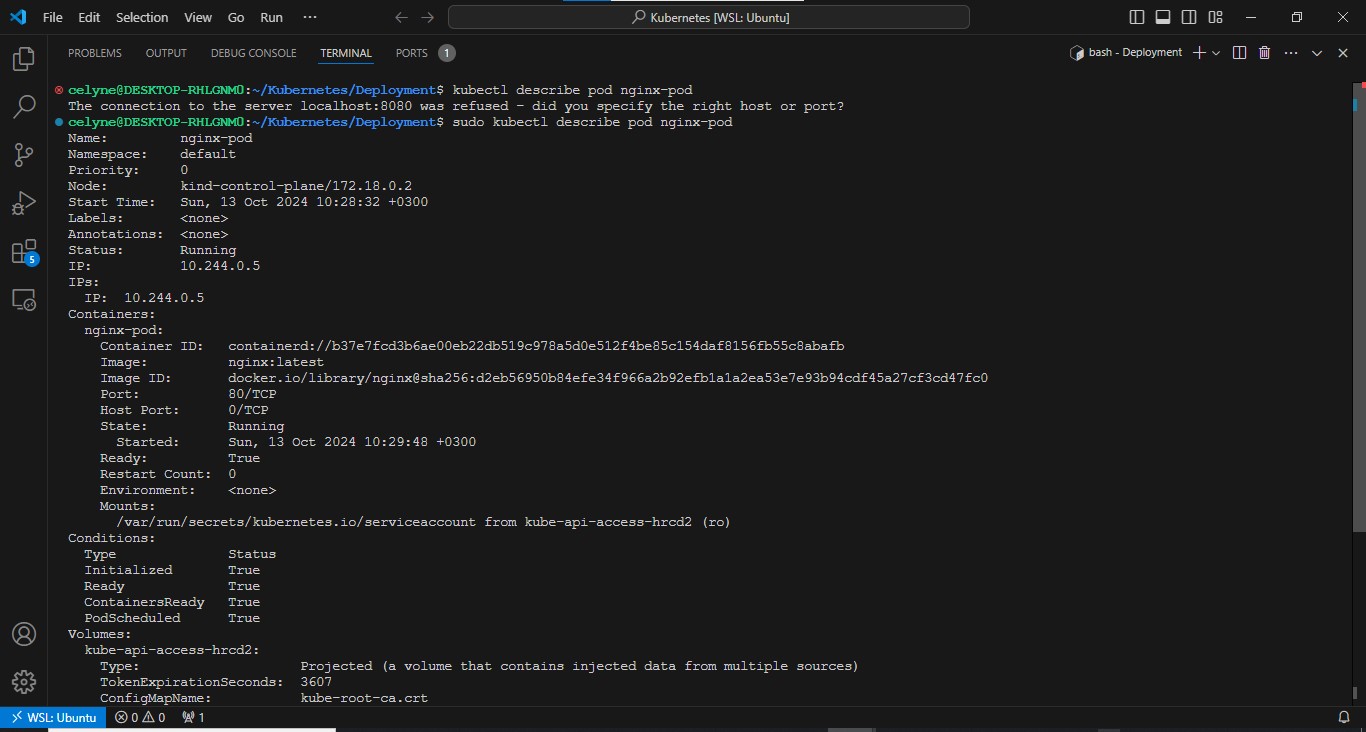 File Edit Selection View Go Run ···
Kubernetes [WSL: Ubuntu]
PROBLEMS OUTPUT DEBUG CONSOLE TERMINAL PORTS 1
bash - Deployment
celyne@DESKTOP-RHLGNM0:~/Kubernetes/Deployment$ kubectl describe pod nginx-pod
The connection to the server localhost:8080 was refused - did you specify the right host or port?
celyne@DESKTOP-RHLGNM0:~/Kubernetes/Deployment$ sudo kubectl describe pod nginx-pod
Name: nginx-pod
Namespace: default
Priority: 0
Node: kind-control-plane/172.18.0.2
Start Time: Sun, 13 Oct 2024 10:28:32 +0300
Labels: <none>
Annotations: <none>
Status: Running
IP: 10.244.0.5
IPs:
IP: 10.244.0.5
Containers:
nginx-pod:
Container ID: containerd://b37e7fcd3b6ae00eb22db519c978a5d0e512f4be85c154daf8156fb55c8abafb
Image: nginx:latest
Image ID: docker.io/library/nginx@sha256:d2eb56950b84efe34f966a2b92efb1a1a2ea53e7e93b94cdf45a27cf3cd47fc0
Port: 80/TCP
Host Port: 0/TCP
State: Running
Started: Sun, 13 Oct 2024 10:29:48 +0300
Ready: True
Restart Count: 0
Environment: <none>
Mounts:
/var/run/secrets/kubernetes.io/serviceaccount from kube-api-access-hrcd2 (ro)
Conditions:
Type Status
Initialized True
Ready True
ContainersReady True
PodScheduled True
Volumes:
kube-api-access-hrcd2:
Type: Projected (a volume that contains injected data from multiple sources)
TokenExpirationSeconds: 3607
ConfigMapName: kube-root-ca.crt
5
WSL: Ubuntu 0 0 1